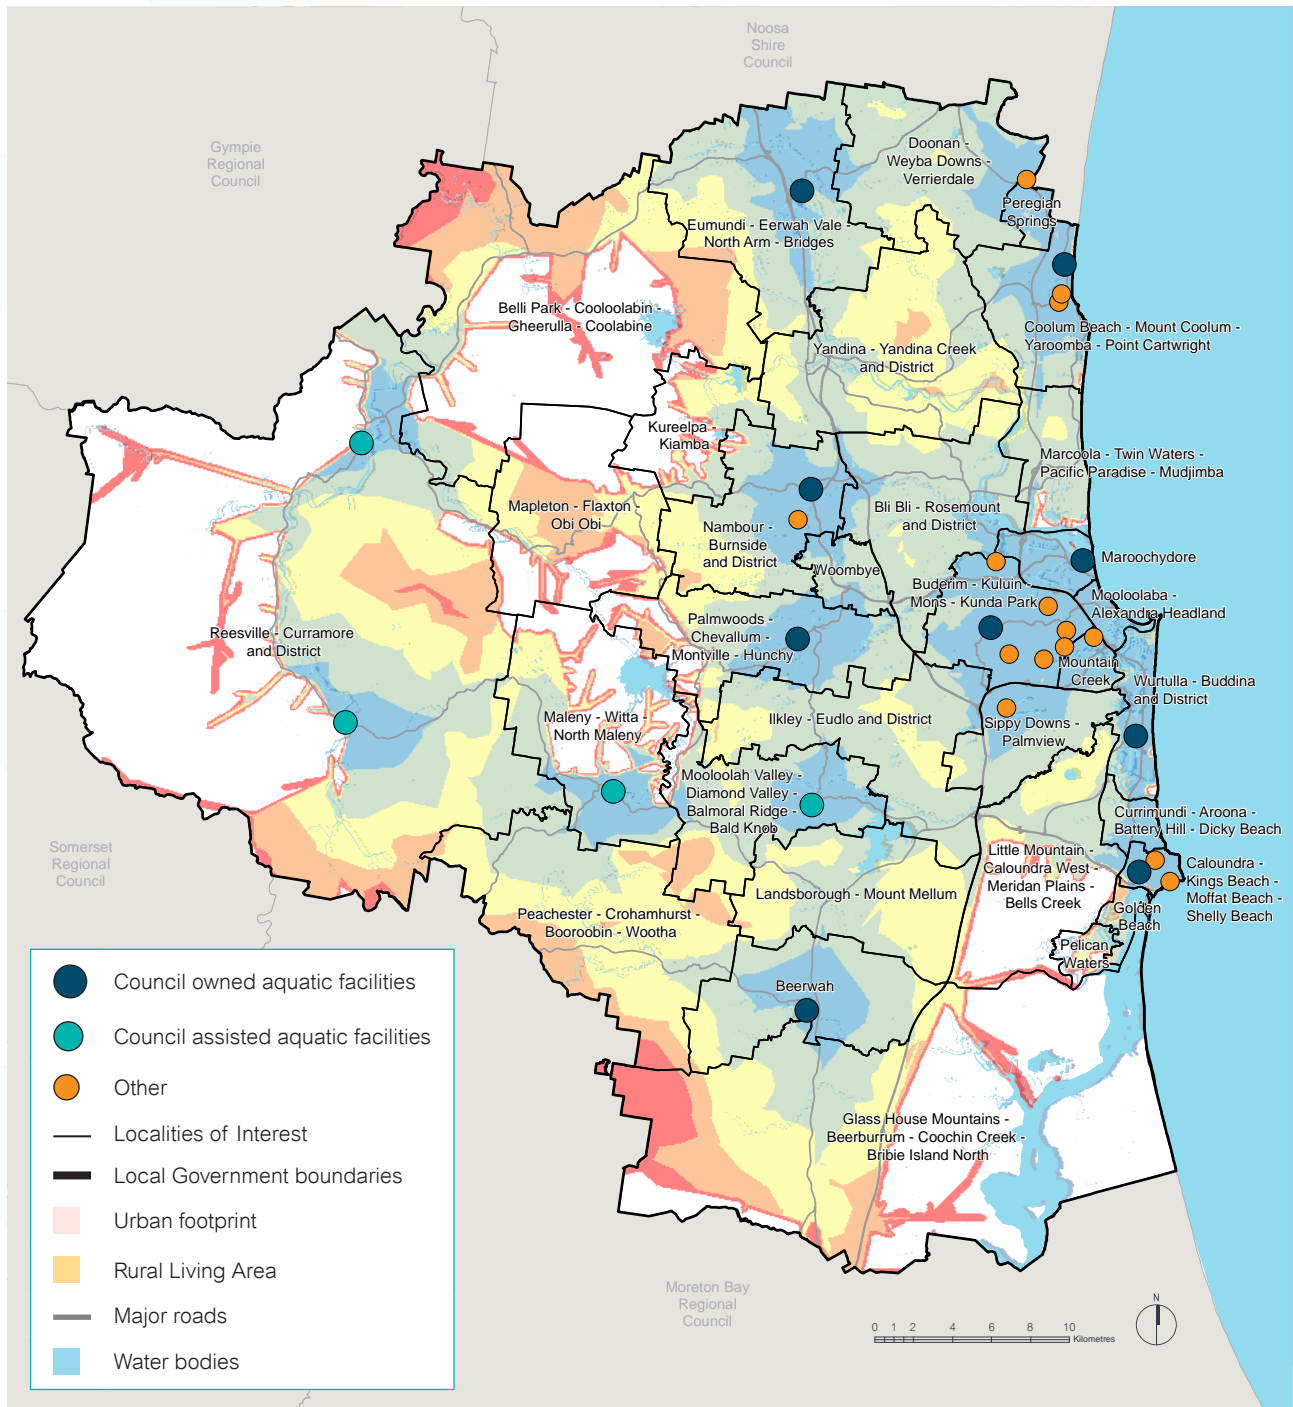 Noosa
Shire
Council
Gympie
Regional
Council
Doonan -
Weyba Downs -
Verrierdale
Peregian
Springs
Eumundi - Eerwah Vale -
North Arm - Bridges
Belli Park - Cooloolabin -
Gheerulla - Coolabine
Coolum Beach - Mount Coolum -
Yaroomba - Point Cartwright
Yandina - Yandina Creek
and District
Kureelpa -
Kiamba
Marcoola - Twin Waters -
Pacific Paradise - Mudjimba
Mapleton - Flaxton -
Obi Obi
Nambour -
Burnside
and District
Bli Bli - Rosemount
and District
Woombye
Maroochydore
Buderim - Kuluin -
Mons - Kunda Park
Mooloolaba -
Alexandra Headland
Reesville - Curramore
and District
Palmwoods -
Chevallum -
Montville - Hunchy
Mountain
Creek
Wurtulla - Buddina
and District
Maleny - Witta -
North Maleny
Ilkley - Eudlo and District
Sippy Downs -
Palmview
Mooloolah Valley -
Diamond Valley -
Balmoral Ridge -
Bald Knob
Currimundi - Aroona -
Battery Hill - Dicky Beach
Somerset
Regional
Council
Little Mountain -
Caloundra West -
Meridan Plains -
Bells Creek
Caloundra -
Kings Beach -
Moffat Beach -
Shelly Beach
Landsborough - Mount Mellum
Golden
Beach
Peachester - Crohamhurst -
Booroobin - Wootha
Pelican
Waters
Beerwah
Glass House Mountains -
Beerburrum - Coochin Creek -
Bribie Island North
Moreton Bay
Regional
Council
Council owned aquatic facilities
Council assisted aquatic facilities
Other
Localities of Interest
Local Government boundaries
Urban footprint
Rural Living Area
Major roads
Water bodies
N
0 1 2 4 6 8 10
Kilometres